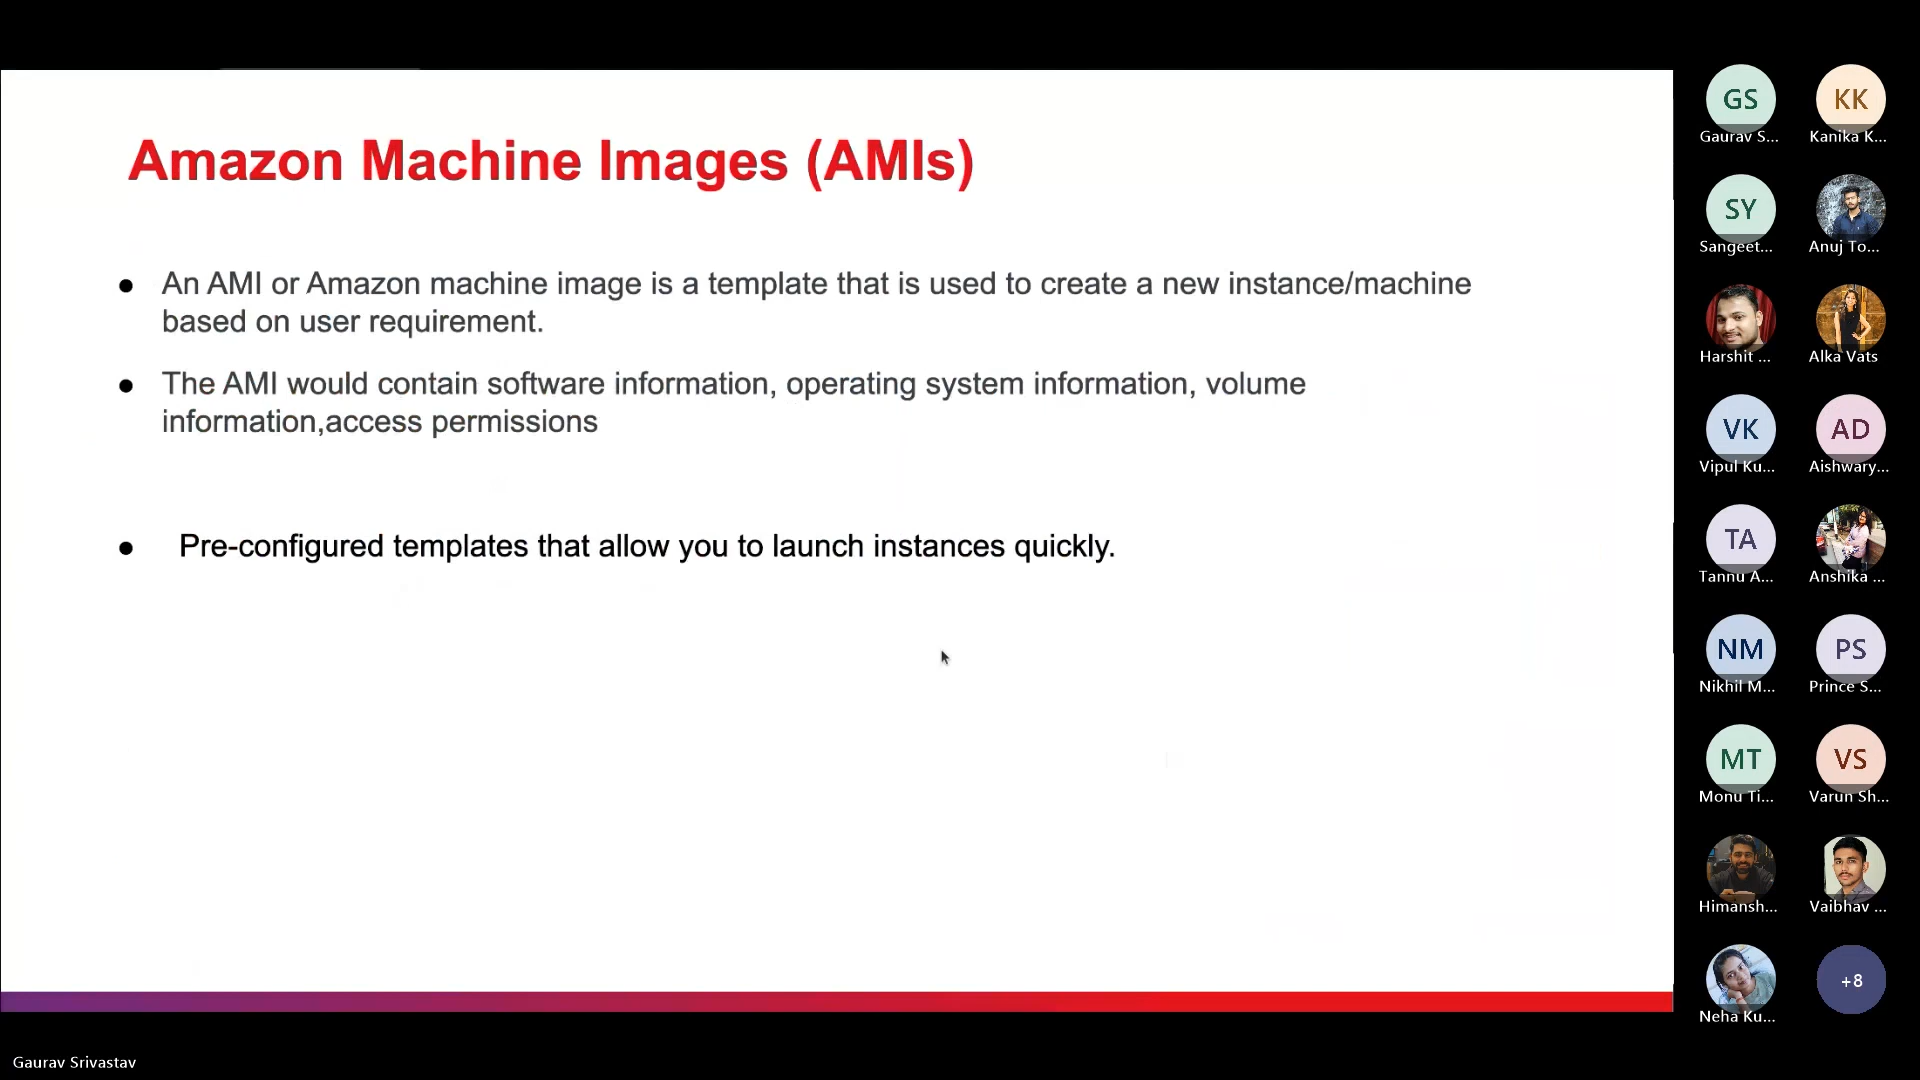 Amazon Machine Images (AMIs)
● An AMI or Amazon machine image is a template that is used to create a new instance/machine
based on user requirement.
● The AMI would contain software information, operating system information, volume
information,access permissions
● Pre-configured templates that allow you to launch instances quickly.
GS
Gaurav S...
KK
Kanika K...
SY
Sangeet...
Anuj To...
Harshit ...
Alka Vats
VK
Vipul Ku...
AD
Aishwary...
TA
Tannu A...
Anshika ...
NM
Nikhil M...
PS
Prince S...
MT
Monu Ti...
VS
Varun Sh...
Himansh...
Vaibhav ...
Neha Ku...
+8
Gaurav Srivastav